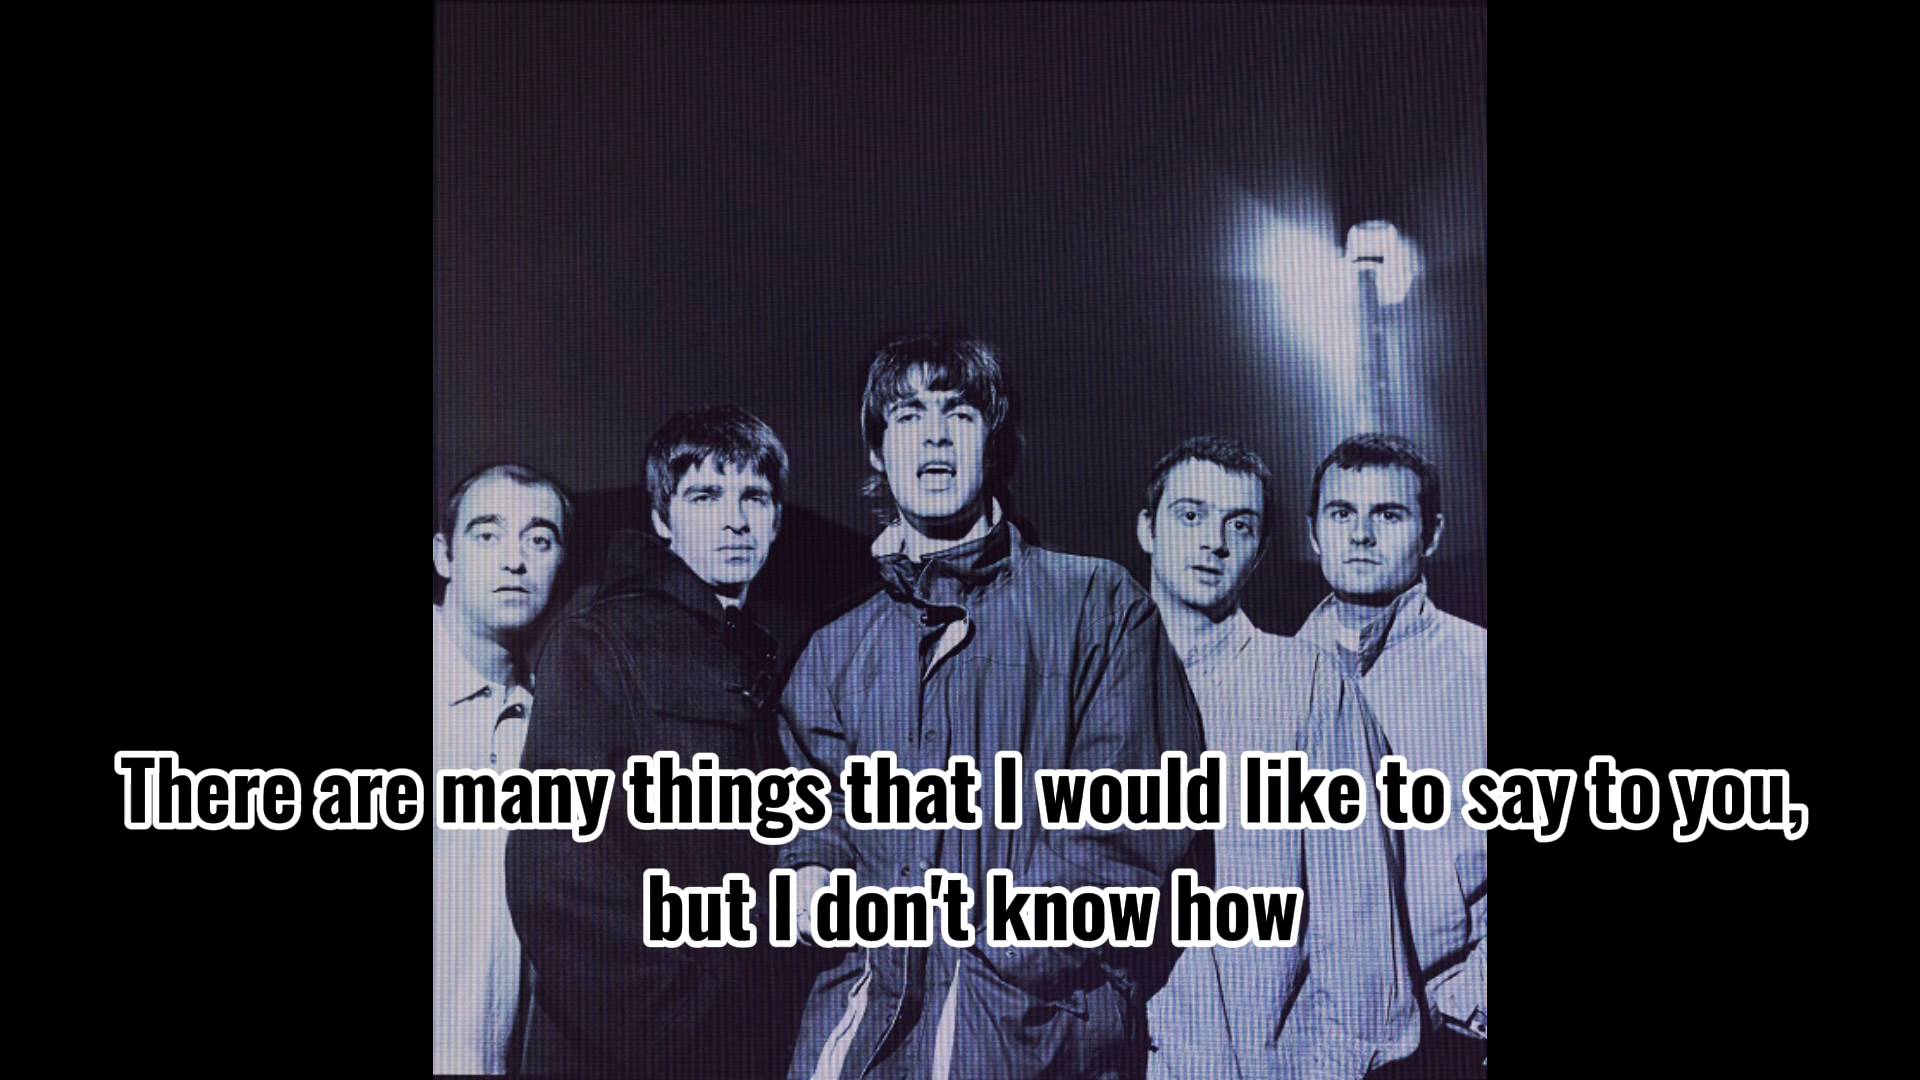 There are many things that I would like to say to you,
but I don't know how